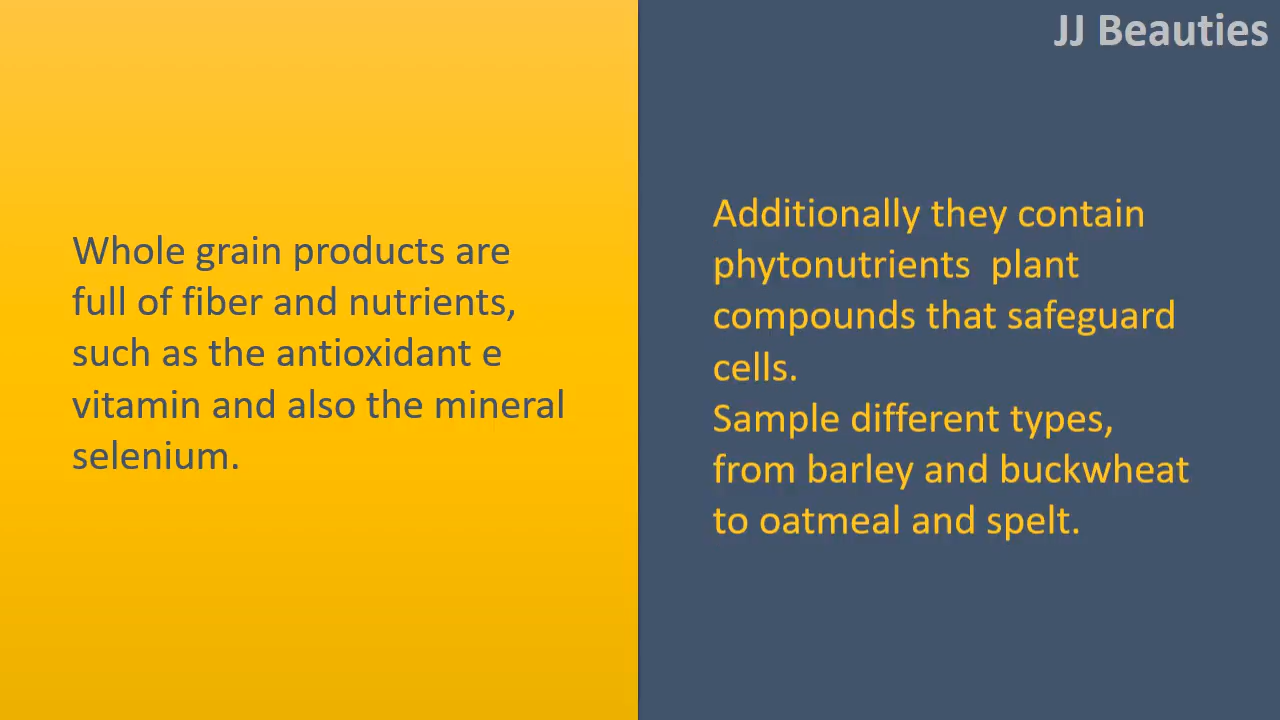 JJ Beauties
Whole grain products are
full of fiber and nutrients,
such as the antioxidant e
vitamin and also the mineral
selenium.
Additionally they contain
phytonutrients  plant
compounds that safeguard
cells.
Sample different types,
from barley and buckwheat
to oatmeal and spelt.